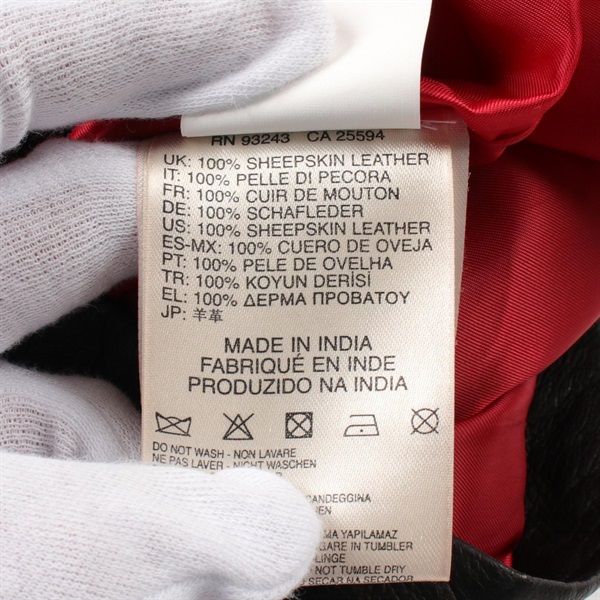 RN 93243 CA 25594
UK: 100% SHEEPSKIN LEATHER
IT: 100% PELLE DI PECORA
FR: 100% CUIR DE MOUTON
DE: 100% SCHAFLEDER
US: 100% SHEEPSKIN LEATHER
ES-MX: 100% CUERO DE OVEJA
PT: 100% PELE DE OVELHA
TR: 100% KOYUN DERİSİ
EL: 100% ΔΕΡΜΑ ΠΡΟΒΑΤΟΥ
JP: 羊革
MADE IN INDIA
FABRIQUÉ EN INDE
PRODUZIDO NA INDIA
DO NOT WASH - NON LAVARE
NE PAS LAVER - NICHT WASCHEN
CANDEGGINA
YAPILAMAZ
IN TUMBLER
NOT TUMBLE DRY
SECAR NA SECADOR